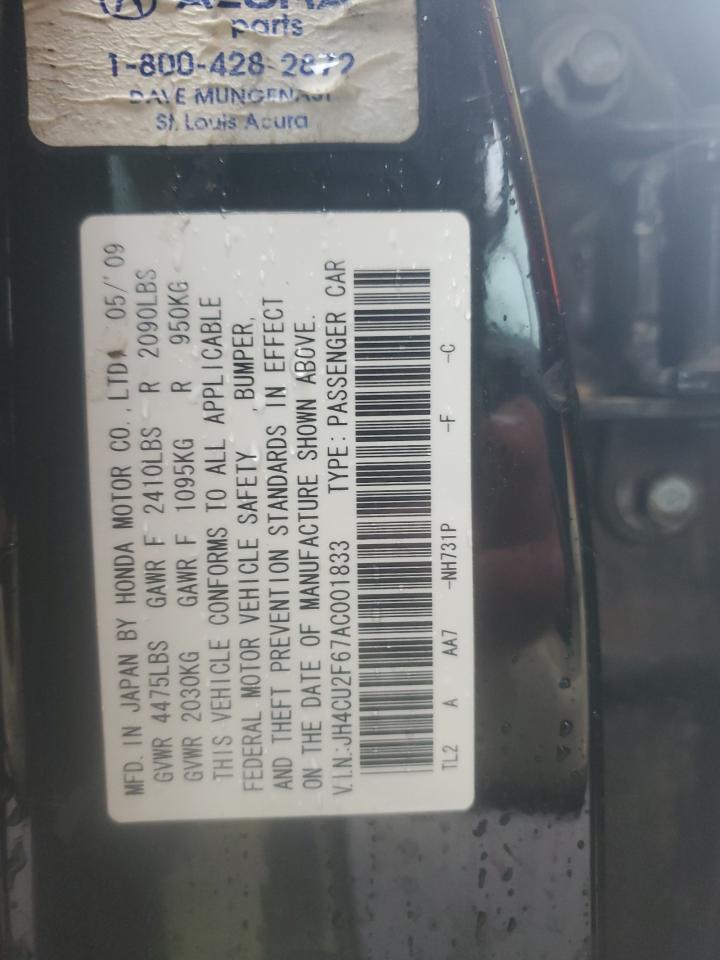 ACURA
parts
1-800-428-2872
DAVE MUNGENAST
St. Louis Acura
MFD. IN JAPAN BY HONDA MOTOR CO., LTD. 05/'09
GVWR 4475LBS GAWR F 2410LBS R 2090LBS
GVWR 2030KG GAWR F 1095KG R 950KG
THIS VEHICLE CONFORMS TO ALL APPLICABLE
FEDERAL MOTOR VEHICLE SAFETY ,BUMPER,
AND THEFT PREVENTION STANDARDS IN EFFECT
ON THE DATE OF MANUFACTURE SHOWN ABOVE.
V.I.N.:JH4CU2F67AC001833 TYPE: PASSENGER CAR
TL2 A AA7 -NH731P -F -C